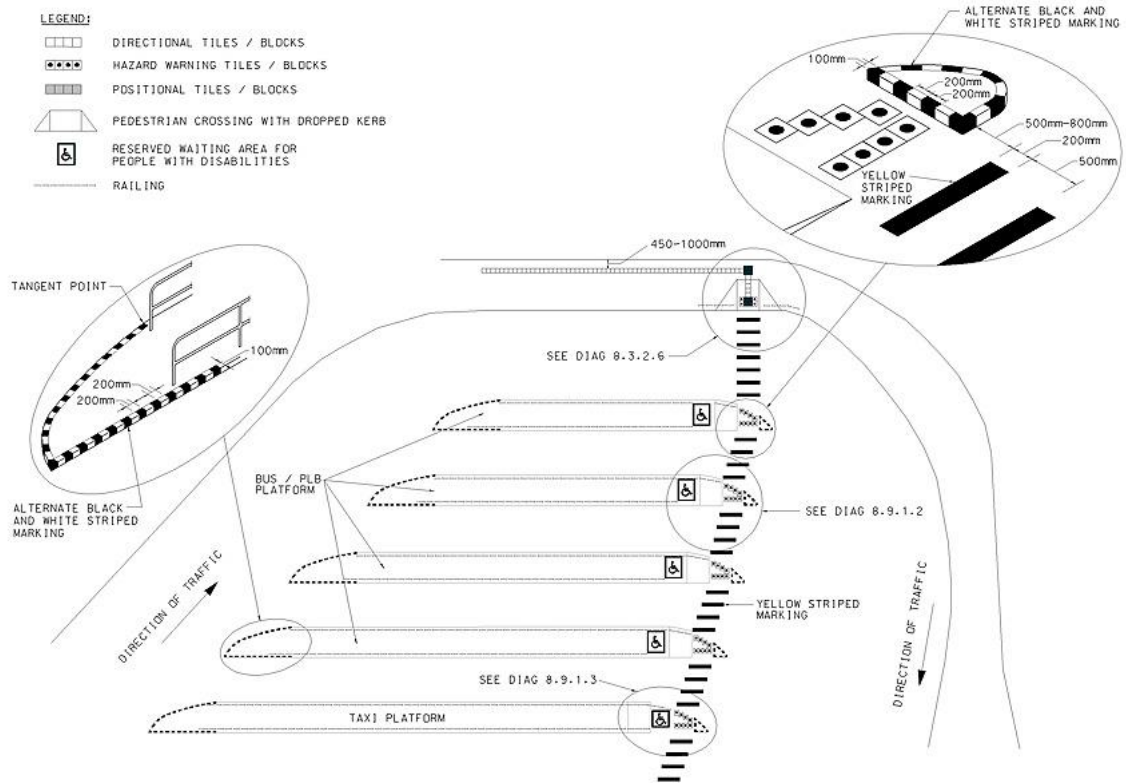 LEGEND:
DIRECTIONAL TILES / BLOCKS
HAZARD WARNING TILES / BLOCKS
POSITIONAL TILES / BLOCKS
PEDESTRIAN CROSSING WITH DROPPED KERB
RESERVED WAITING AREA FOR
PEOPLE WITH DISABILITIES
RAILING
ALTERNATE BLACK AND
WHITE STRIPED MARKING
100mm
200mm
200mm
500mm-800mm
200mm
500mm
YELLOW
STRIPED
MARKING
450-1000mm
TANGENT POINT
100mm
200mm
200mm
ALTERNATE BLACK
AND WHITE STRIPED
MARKING
SEE DIAG 8.3.2.6
BUS / PLB
PLATFORM
SEE DIAG 8.9.1.2
DIRECTION OF TRAFFIC
YELLOW STRIPED
MARKING
DIRECTION OF TRAFFIC
SEE DIAG 8.9.1.3
TAXI PLATFORM